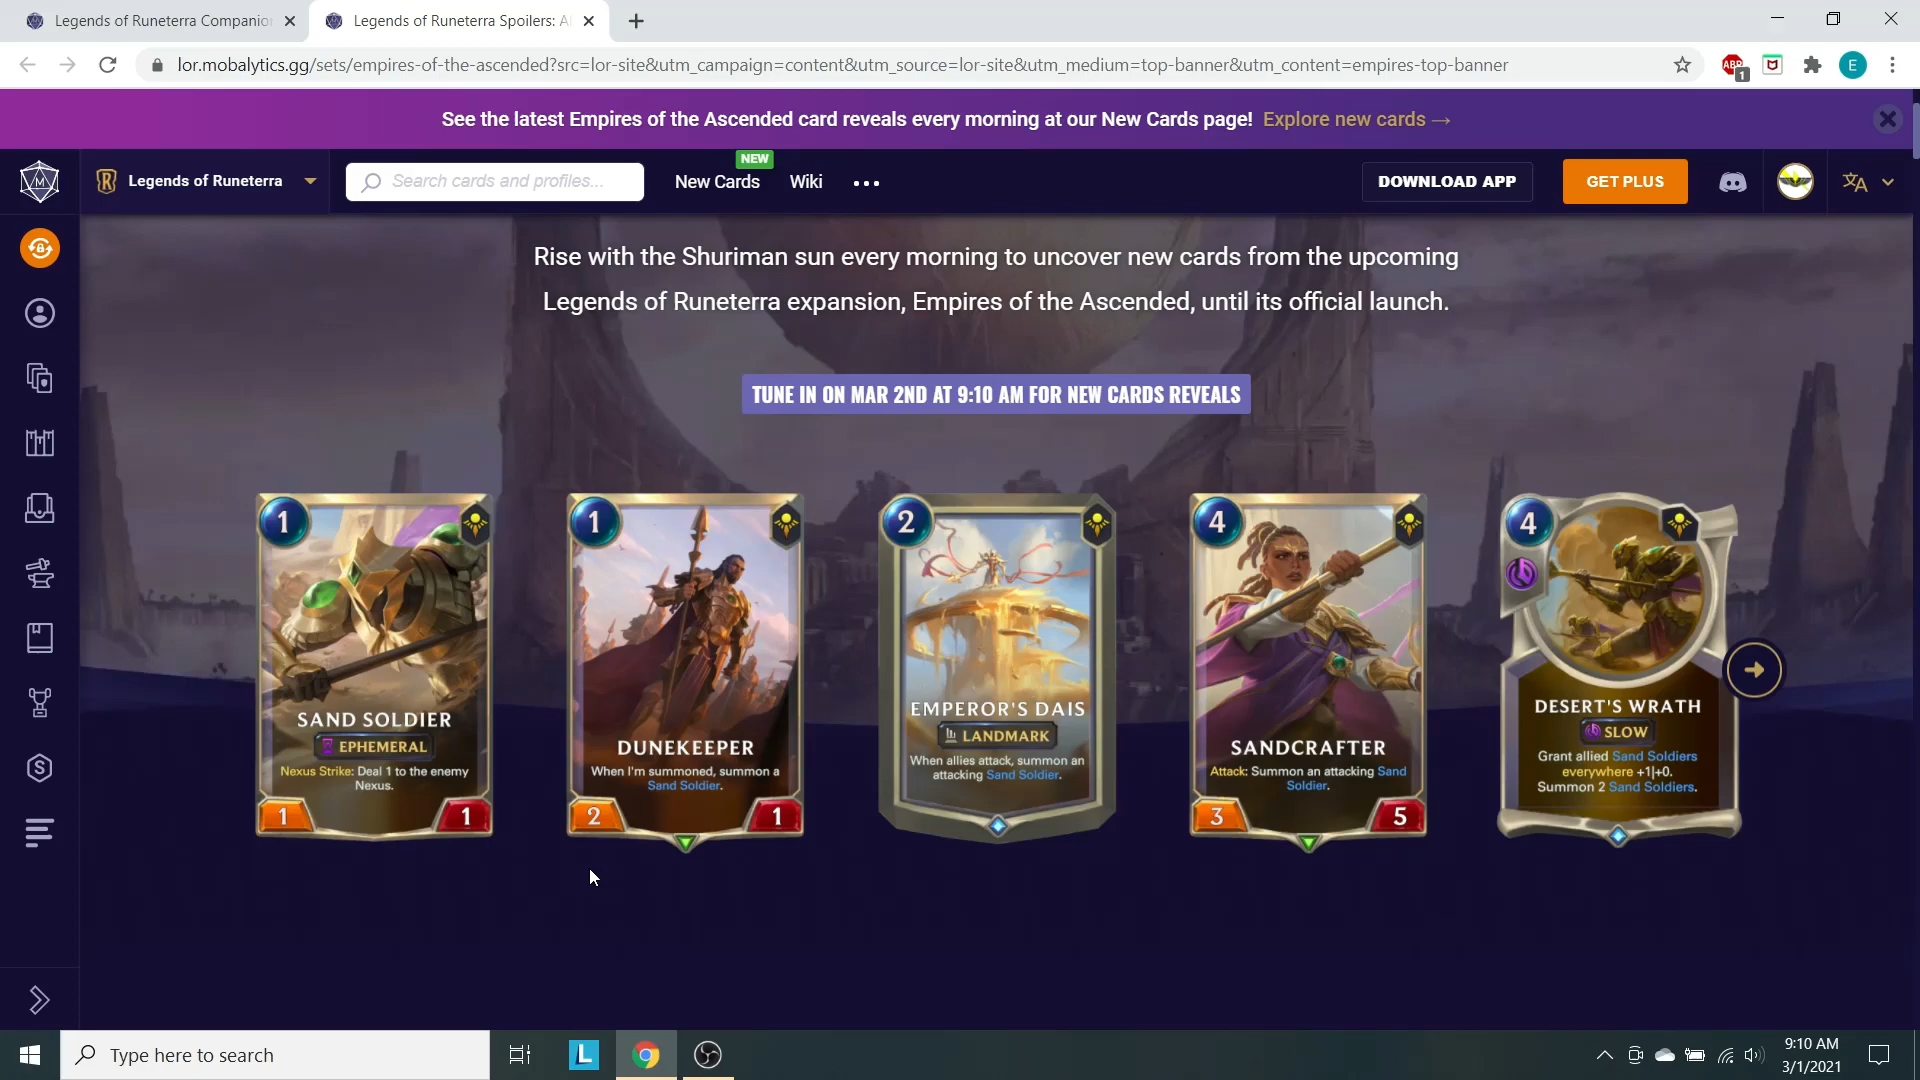 Legends of Runeterra Companion
Legends of Runeterra Spoilers: A
lor.mobalytics.gg/sets/empires-of-the-ascended?src=lor-site&utm_campaign=content&utm_source=lor-site&utm_medium=top-banner&utm_content=empires-top-banner
ABP
1
E
See the latest Empires of the Ascended card reveals every morning at our New Cards page! Explore new cards →
M
Legends of Runeterra
Search cards and profiles...
NEW
New Cards
Wiki
DOWNLOAD APP
GET PLUS
Rise with the Shuriman sun every morning to uncover new cards from the upcoming
Legends of Runeterra expansion, Empires of the Ascended, until its official launch.
TUNE IN ON MAR 2ND AT 9:10 AM FOR NEW CARDS REVEALS
1
SAND SOLDIER
EPHEMERAL
Nexus Strike: Deal 1 to the enemy
Nexus.
1
1
1
DUNEKEEPER
When I'm summoned, summon a
Sand Soldier.
2
1
2
EMPEROR'S DAIS
LANDMARK
When allies attack, summon an
attacking Sand Soldier.
4
SANDCRAFTER
Attack: Summon an attacking Sand
Soldier.
3
5
4
DESERT'S WRATH
SLOW
Grant allied Sand Soldiers
everywhere +1|+0.
Summon 2 Sand Soldiers.
Type here to search
L
9:10 AM
3/1/2021